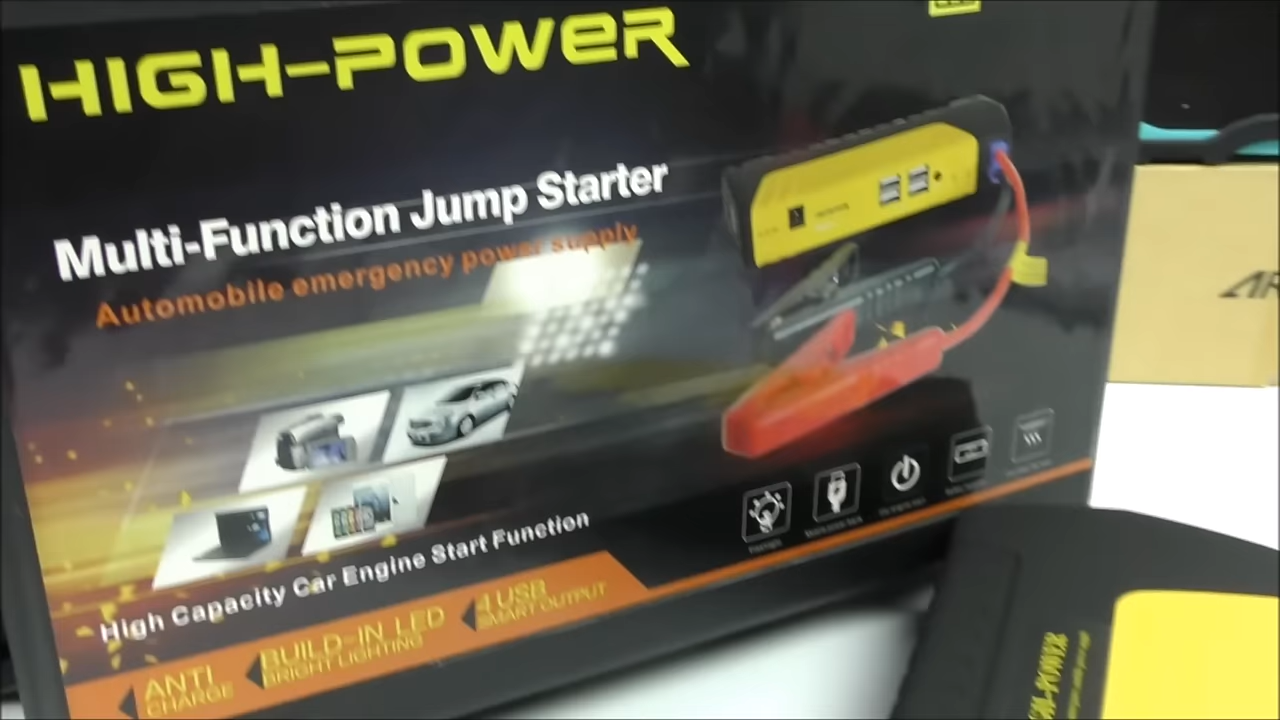 HIGH-POWER
Multi-Function Jump Starter
Automobile emergency power supply
High Capacity Car Engine Start Function
ANTI
CHARGE
BUILD-IN LED
BRIGHT LIGHTING
4 USB
SMART OUTPUT
AR